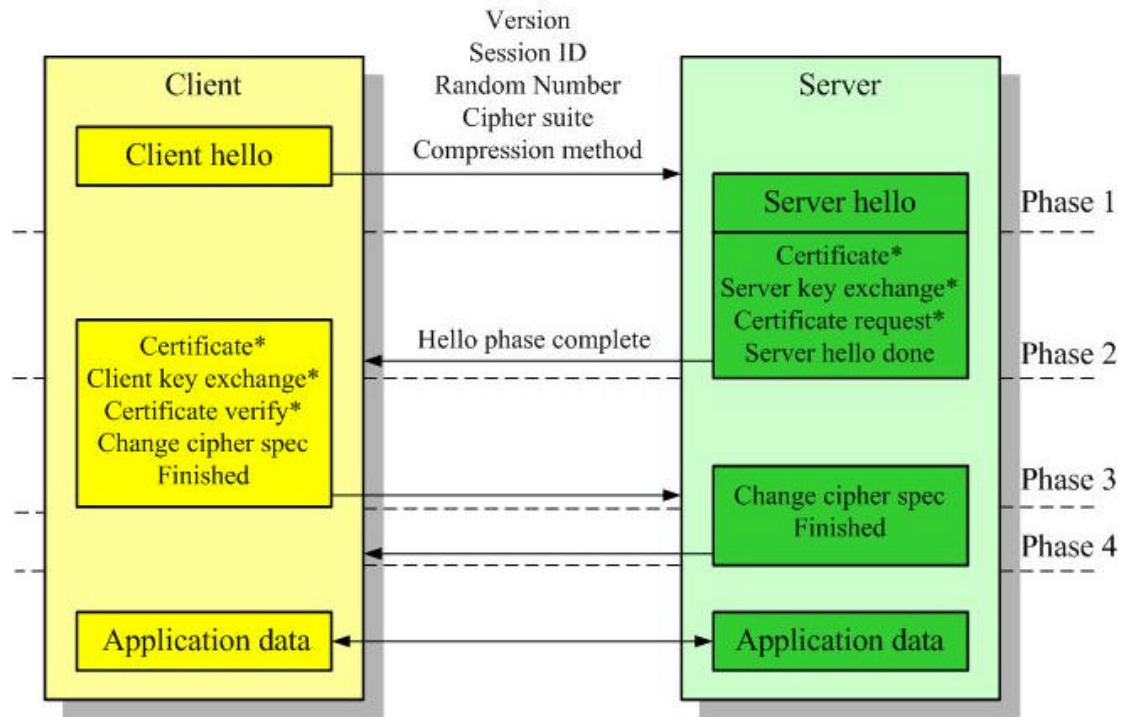 Version
Session ID
Random Number
Cipher suite
Compression method
Client
Client hello
Server
Server hello
Phase 1
Certificate*
Server key exchange*
Certificate request*
Server hello done
Phase 2
Hello phase complete
Certificate*
Client key exchange*
Certificate verify*
Change cipher spec
Finished
Phase 3
Change cipher spec
Finished
Phase 4
Application data
Application data